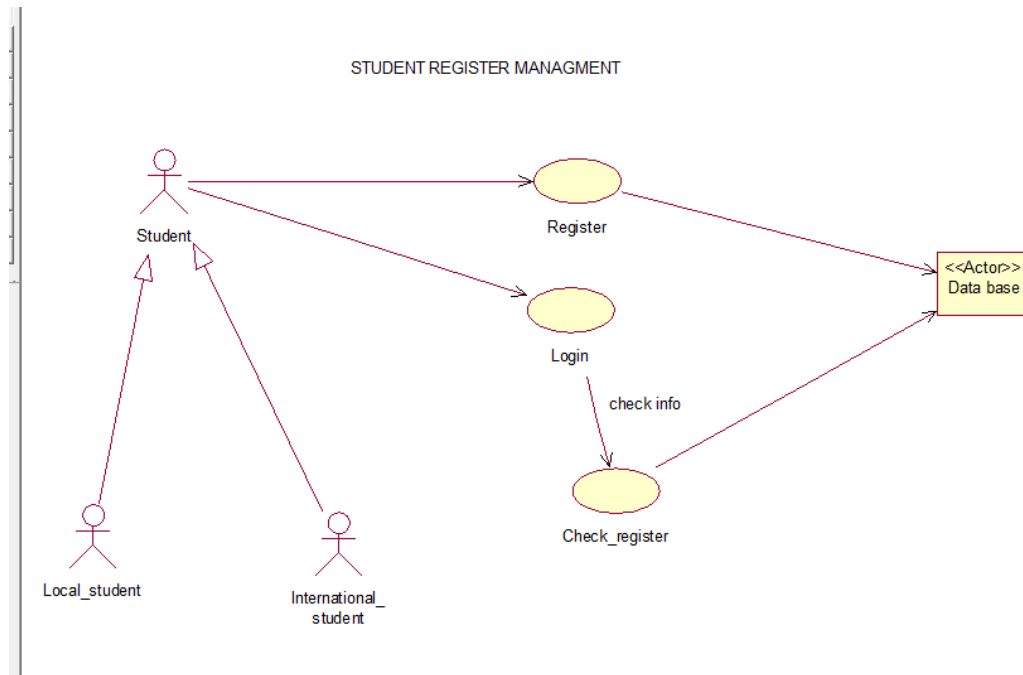 STUDENT REGISTER MANAGMENT
Student
Register
<<Actor>>
Data base
Login
check info
Check_register
Local_student
International_
student